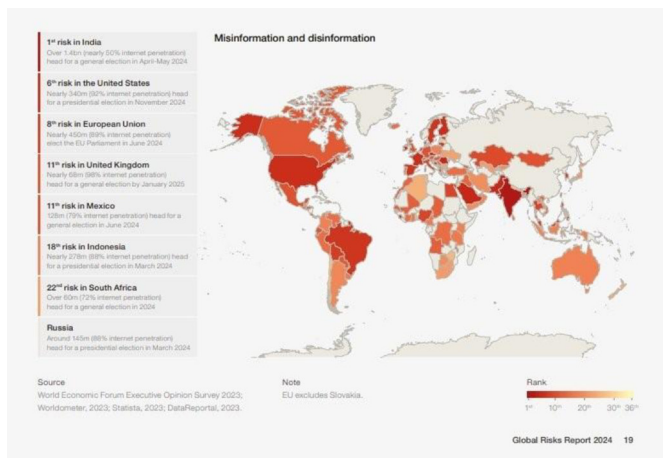 Misinformation and disinformation
1st risk in India
Over 1.4bn (nearly 50% internet penetration)
head for a general election in April-May 2024
6th risk in the United States
Nearly 340m (92% internet penetration) head
for a presidential election in November 2024
8th risk in European Union
Nearly 450m (89% internet penetration)
elect the EU Parliament in June 2024
11th risk in United Kingdom
Nearly 68m (98% internet penetration)
head for a general election by January 2025
11th risk in Mexico
128m (79% internet penetration) head for a
general election in June 2024
18th risk in Indonesia
Nearly 278m (68% internet penetration) head
for a presidential election in March 2024
22nd risk in South Africa
Over 60m (72% internet penetration)
head for a general election in 2024
Russia
Around 145m (88% internet penetration)
head for a presidential election in March 2024
Source
World Economic Forum Executive Opinion Survey 2023;
Worldometer, 2023; Statista, 2023; DataReportal, 2023.
Note
EU excludes Slovakia.
Rank
1st 10th 20th 30th 36th
Global Risks Report 2024 19